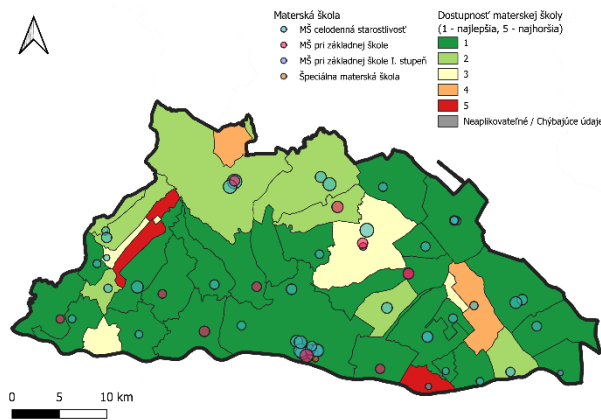 Materská škola
MŠ celodenná starostlivosť
MŠ pri základnej škole
MŠ pri základnej škole I. stupeň
Špeciálna materská škola
Dostupnosť materskej školy
(1 - najlepšia, 5 - najhoršia)
1
2
3
4
5
Neaplikovateľné / Chýbajúce údaje
0 5 10 km